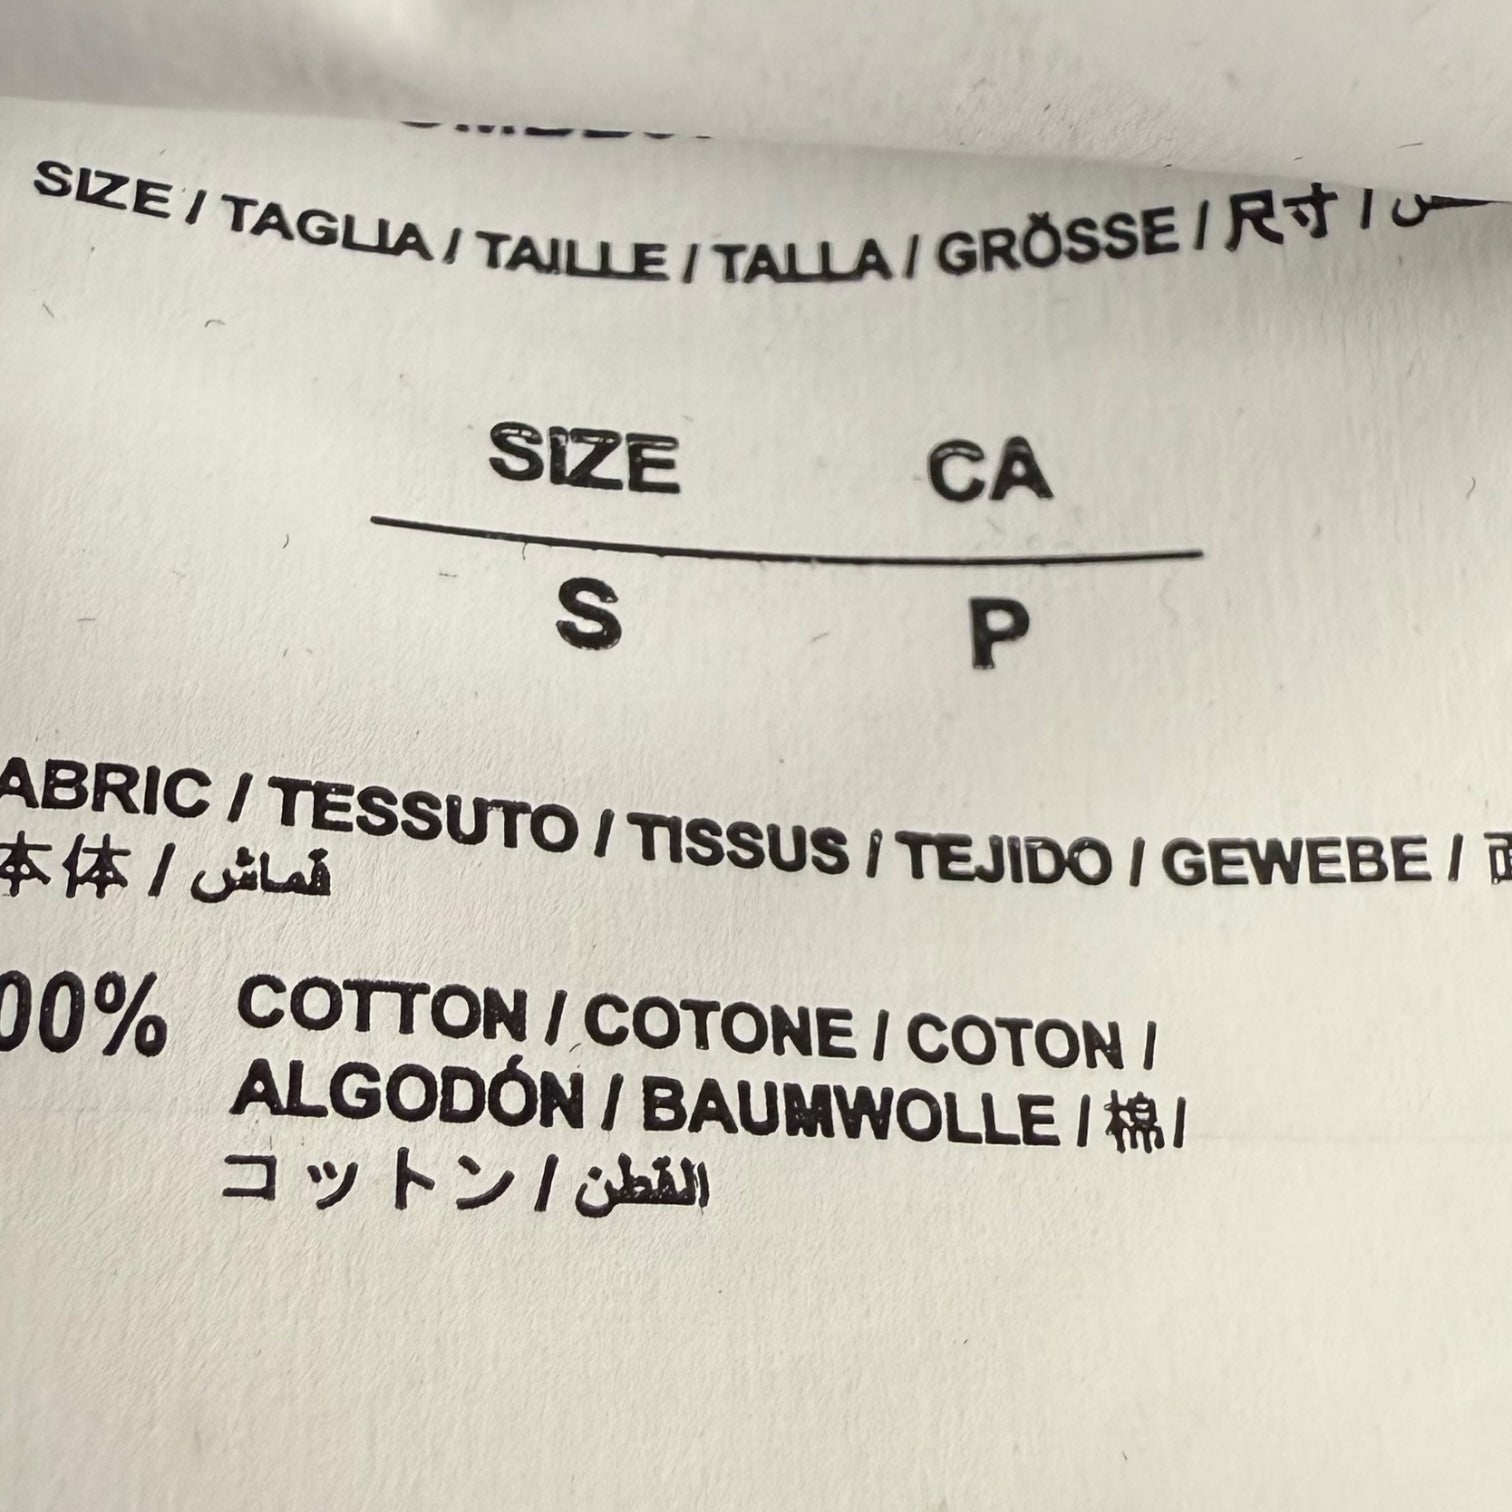 SIZE / TAGLIA / TAILLE / TALLA / GRÖSSE / 尺寸 /
SIZE CA
S P
ABRIC / TESSUTO / TISSUS / TEJIDO / GEWEBE /
本体 / قماش
00% COTTON / COTONE / COTON /
ALGODÓN / BAUMWOLLE / 棉 /
コットン / القطن